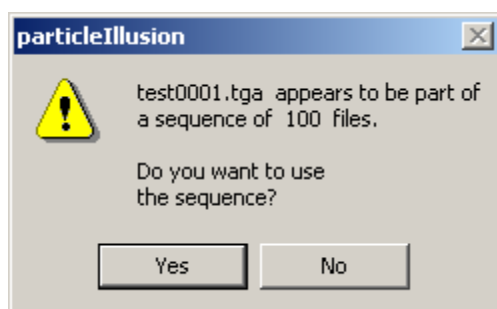 particleIllusion
test0001.tga appears to be part of
a sequence of 100 files.
Do you want to use
the sequence?
Yes No